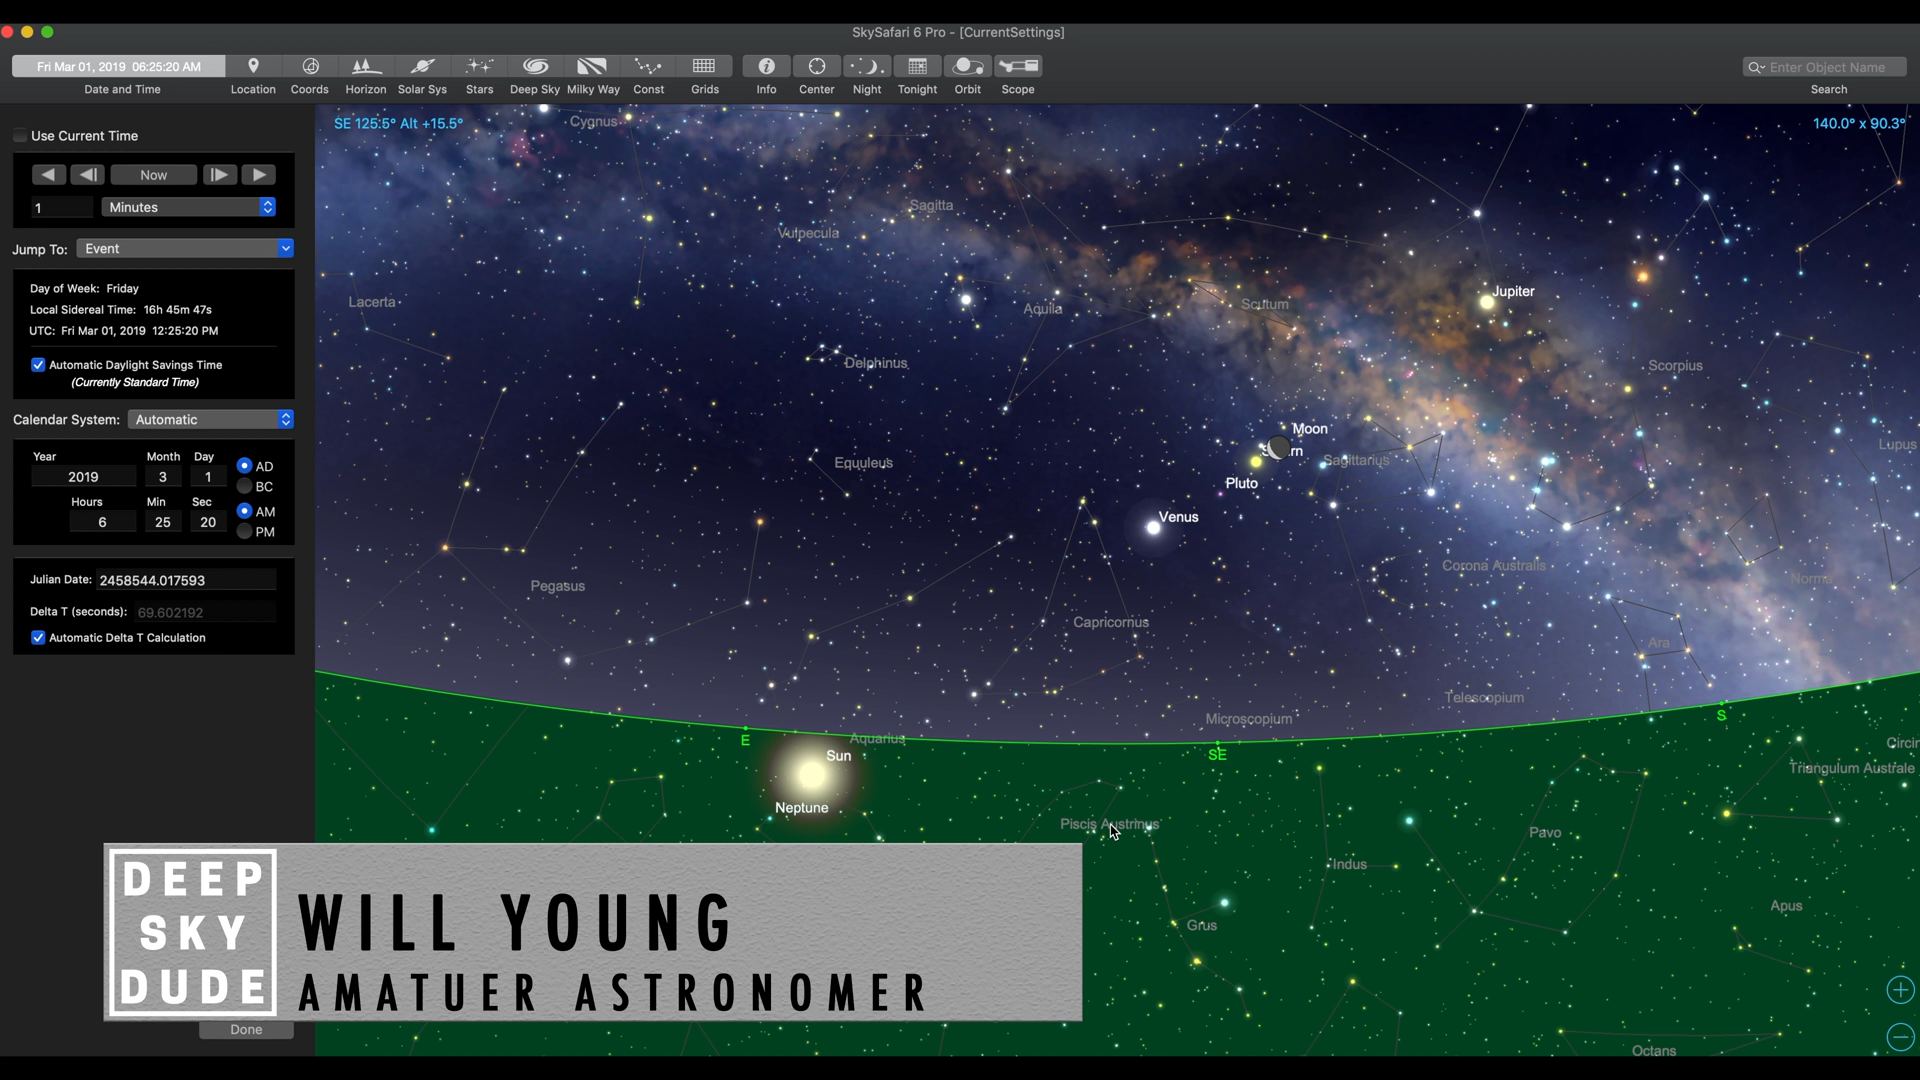 SkySafari 6 Pro - [CurrentSettings]
Fri Mar 01, 2019 06:25:20 AM
Enter Object Name
Date and Time
Location
Coords
Horizon
Solar Sys
Stars
Deep Sky
Milky Way
Const
Grids
Info
Center
Night
Tonight
Orbit
Scope
Search
Use Current Time
Now
1
Minutes
Jump To: Event
Day of Week: Friday
Local Sidereal Time: 16h 45m 47s
UTC: Fri Mar 01, 2019 12:25:20 PM
Automatic Daylight Savings Time
(Currently Standard Time)
Calendar System: Automatic
Year Month Day
2019 3 1
AD
BC
Hours Min Sec
6 25 20
AM
PM
Julian Date: 2458544.017593
Delta T (seconds): 69.602192
Automatic Delta T Calculation
Done
SE 125.5° Alt +15.5°
140.0° x 90.3°
Cygnus
Sagitta
Vulpecula
Lacerta
Aquila
Scutum
Jupiter
Delphinus
Scorpius
Moon
Lupus
Equuleus
Sagittarius
Pluto
Venus
Corona Australis
Norma
Pegasus
Capricornus
Ara
Telescopium
Microscopium
S
E
Aquarius
SE
Sun
Circin
Triangulum Australe
Neptune
Piscis Austrinus
Pavo
Indus
Apus
Grus
Octans
DEEP
SKY
DUDE
WILL YOUNG
AMATUER ASTRONOMER